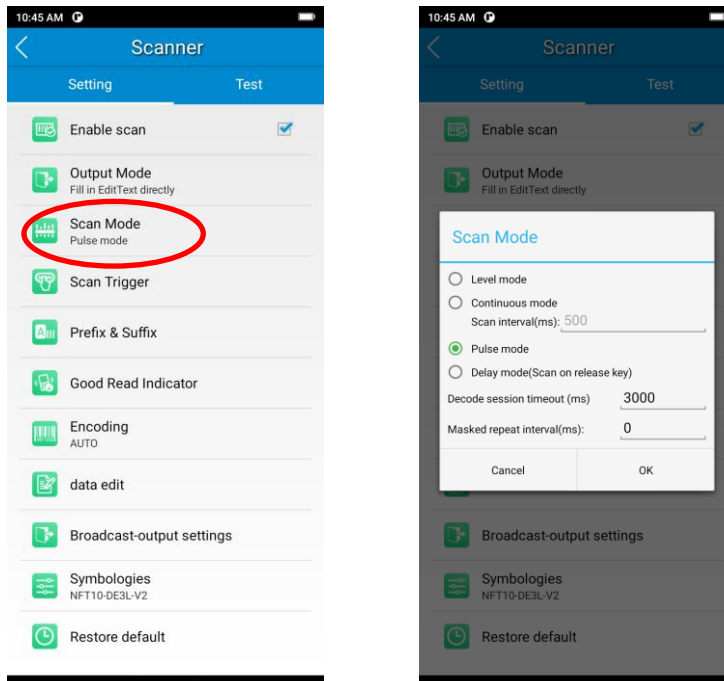 10:45 AM
Scanner
Setting Test
Enable scan
Output Mode
Fill in EditText directly
Scan Mode
Pulse mode
Scan Trigger
Prefix & Suffix
Good Read Indicator
Encoding
AUTO
data edit
Broadcast-output settings
Symbologies
NFT10-DE3L-V2
Restore default
10:45 AM
Scanner
Setting Test
Enable scan
Output Mode
Fill in EditText directly
Scan Mode
Level mode
Continuous mode
Scan interval(ms): 500
Pulse mode
Delay mode(Scan on release key)
Decode session timeout (ms) 3000
Masked repeat interval(ms): 0
Cancel OK
Broadcast-output settings
Symbologies
NFT10-DE3L-V2
Restore default